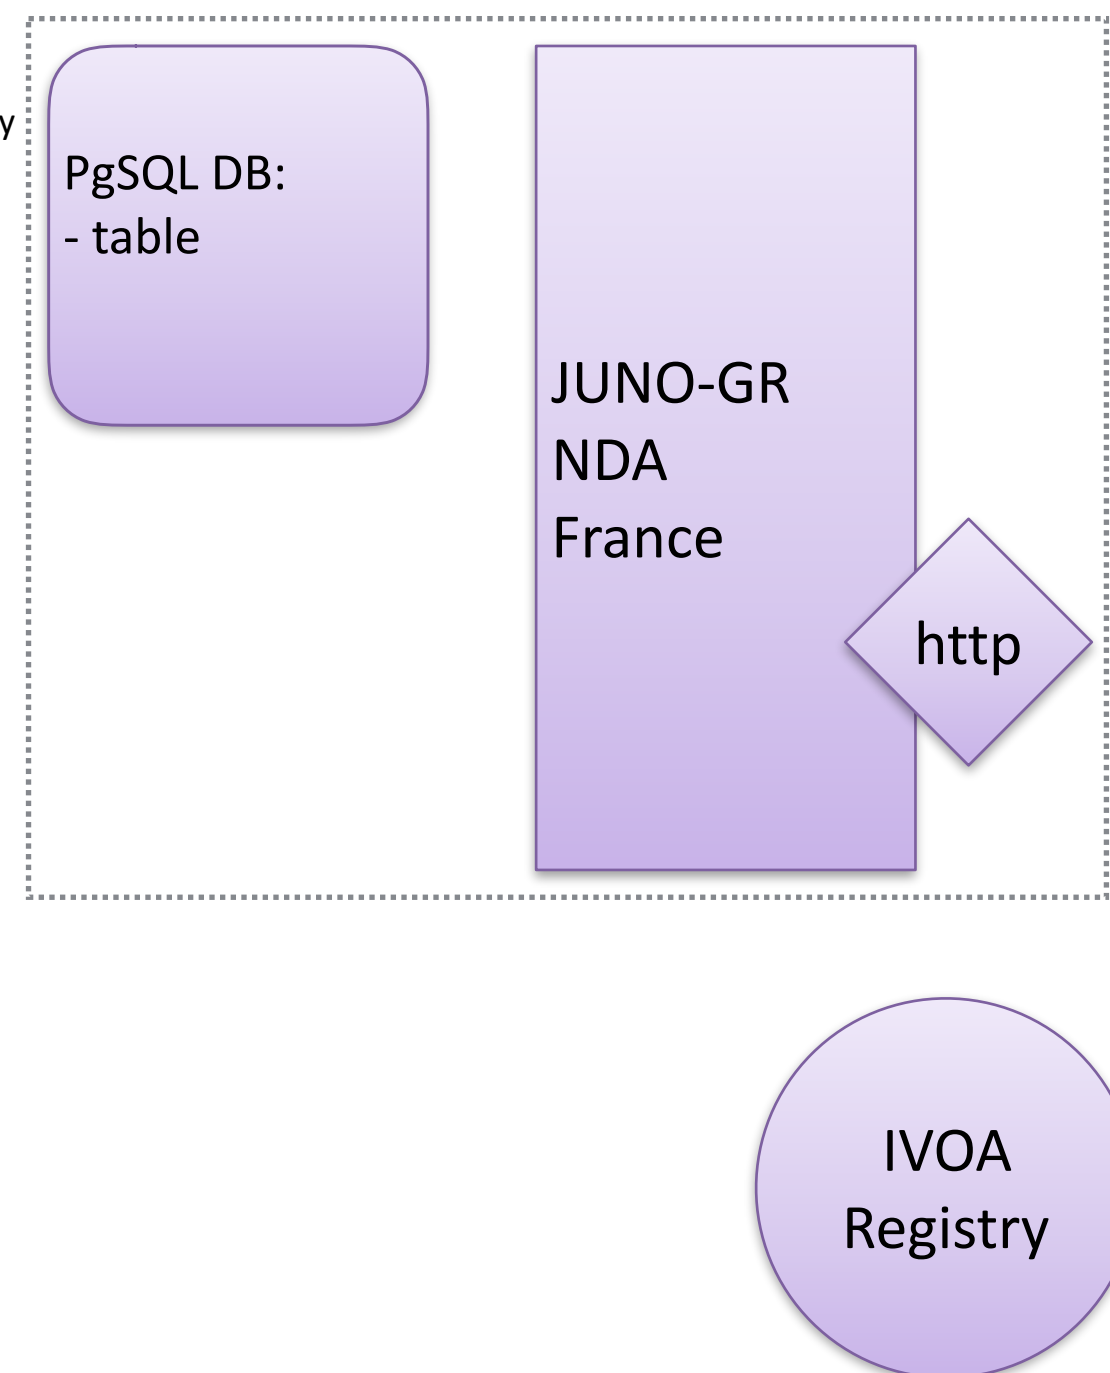 y
PgSQL DB:
- table
JUNO-GR
NDA
France
http
IVOA
Registry